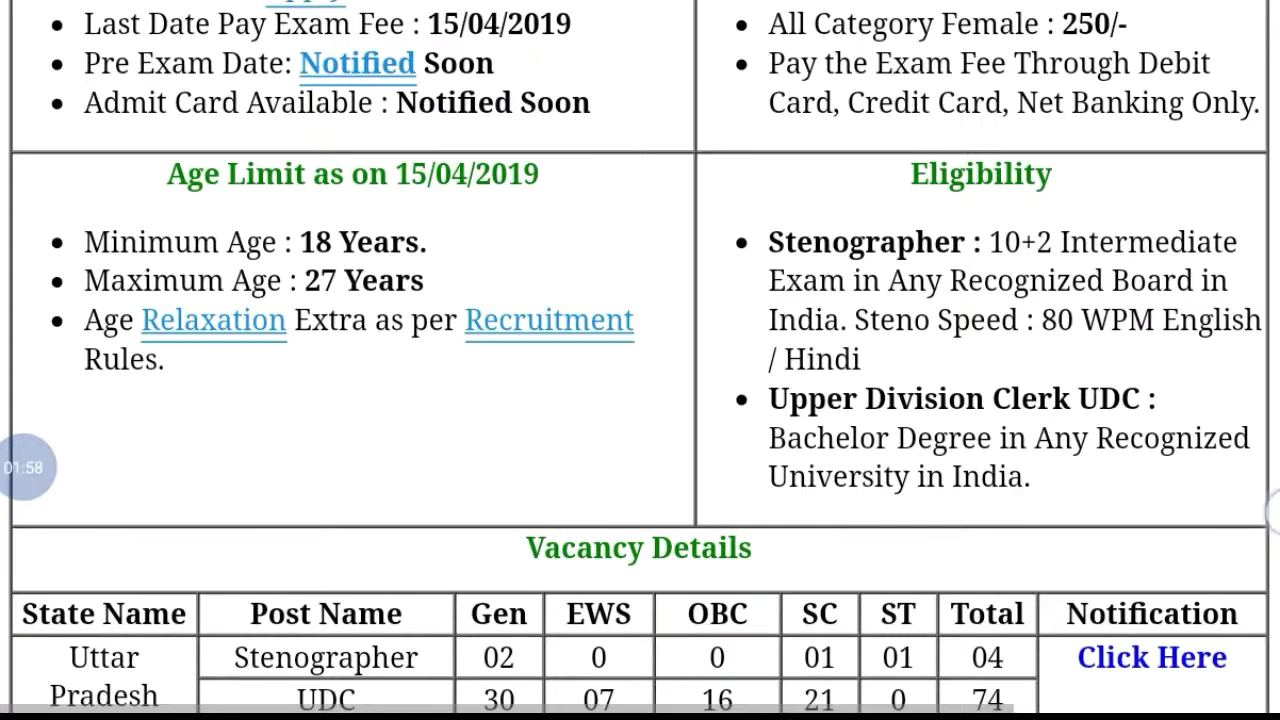 Last Date Pay Exam Fee : 15/04/2019
Pre Exam Date: Notified Soon
Admit Card Available : Notified Soon
All Category Female : 250/-
Pay the Exam Fee Through Debit
Card, Credit Card, Net Banking Only.
Age Limit as on 15/04/2019
Minimum Age : 18 Years.
Maximum Age : 27 Years
Age Relaxation Extra as per Recruitment
Rules.
Eligibility
Stenographer : 10+2 Intermediate
Exam in Any Recognized Board in
India. Steno Speed : 80 WPM English
/ Hindi
Upper Division Clerk UDC :
Bachelor Degree in Any Recognized
University in India.
01:58
Vacancy Details
State Name Post Name Gen EWS OBC SC ST Total Notification
Uttar Stenographer 02 0 0 01 01 04 Click Here
Pradesh UDC 30 07 16 21 0 74